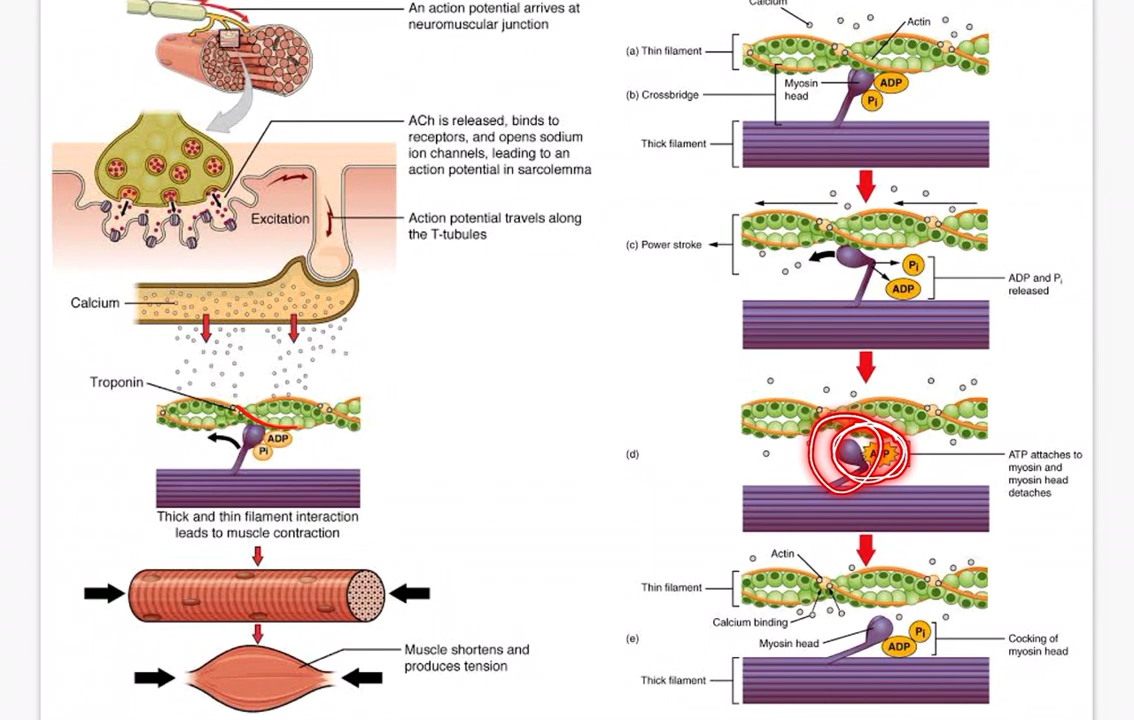 An action potential arrives at
neuromuscular junction
ACh is released, binds to
receptors, and opens sodium
ion channels, leading to an
action potential in sarcolemma
Excitation
Action potential travels along
the T-tubules
Calcium
Troponin
ADP
Pi
Thick and thin filament interaction
leads to muscle contraction
Muscle shortens and
produces tension
Calcium
Actin
(a) Thin filament
Myosin
head
ADP
Pi
(b) Crossbridge
Thick filament
(c) Power stroke
Pi
ADP
ADP and Pi
released
(d)
ATP
ATP attaches to
myosin and
myosin head
detaches
Actin
Thin filament
Calcium binding
(e)
Myosin head
Pi
ADP
Cocking of
myosin head
Thick filament